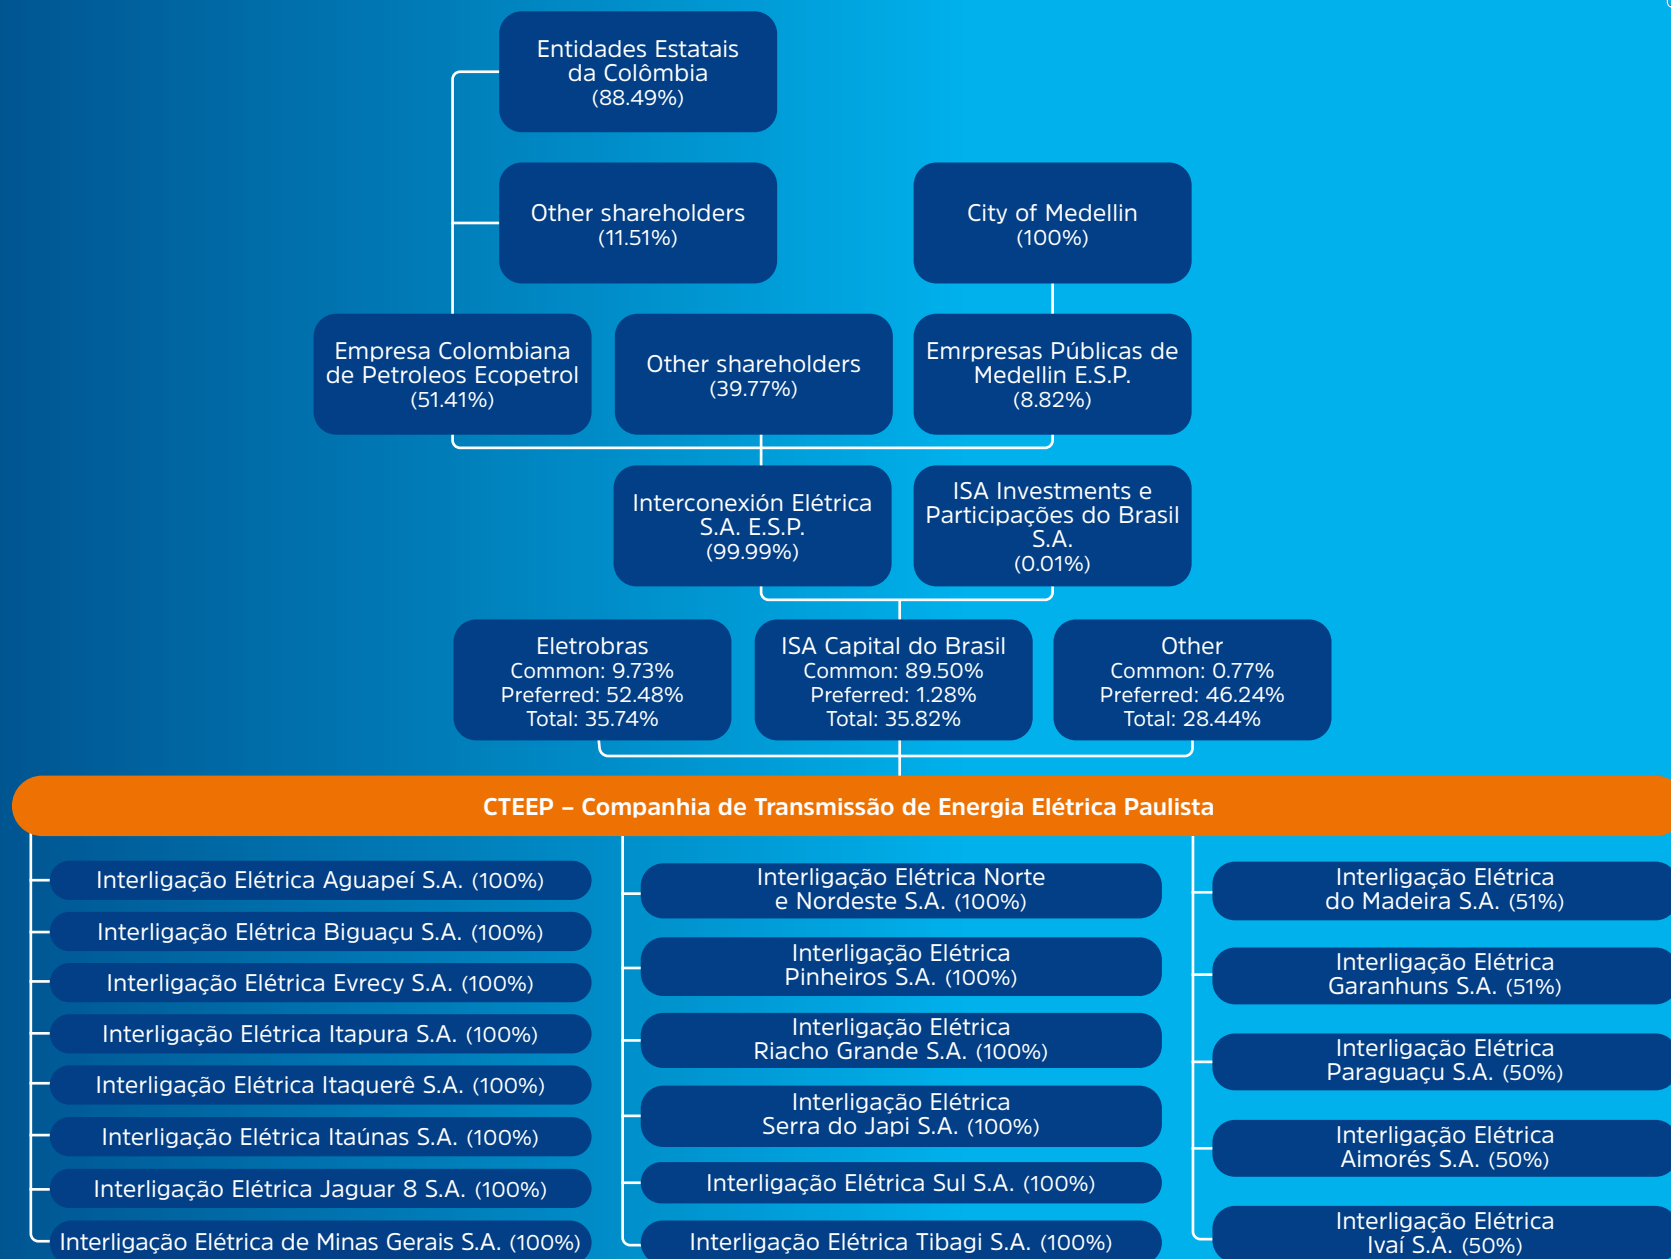 Entidades Estatais
da Colômbia
(88.49%)
Other shareholders
(11.51%)
City of Medellin
(100%)
Empresa Colombiana
de Petroleos Ecopetrol
(51.41%)
Other shareholders
(39.77%)
Emrpresas Públicas de
Medellin E.S.P.
(8.82%)
Interconexión Elétrica
S.A. E.S.P.
(99.99%)
ISA Investments e
Participações do Brasil
S.A.
(0.01%)
Eletrobras
Common: 9.73%
Preferred: 52.48%
Total: 35.74%
ISA Capital do Brasil
Common: 89.50%
Preferred: 1.28%
Total: 35.82%
Other
Common: 0.77%
Preferred: 46.24%
Total: 28.44%
CTEEP – Companhia de Transmissão de Energia Elétrica Paulista
Interligação Elétrica Aguapeí S.A. (100%)
Interligação Elétrica Biguaçu S.A. (100%)
Interligação Elétrica Evrecy S.A. (100%)
Interligação Elétrica Itapura S.A. (100%)
Interligação Elétrica Itaquerê S.A. (100%)
Interligação Elétrica Itaúnas S.A. (100%)
Interligação Elétrica Jaguar 8 S.A. (100%)
Interligação Elétrica de Minas Gerais S.A. (100%)
Interligação Elétrica Norte
e Nordeste S.A. (100%)
Interligação Elétrica
Pinheiros S.A. (100%)
Interligação Elétrica
Riacho Grande S.A. (100%)
Interligação Elétrica
Serra do Japi S.A. (100%)
Interligação Elétrica Sul S.A. (100%)
Interligação Elétrica Tibagi S.A. (100%)
Interligação Elétrica
do Madeira S.A. (51%)
Interligação Elétrica
Garanhuns S.A. (51%)
Interligação Elétrica
Paraguaçu S.A. (50%)
Interligação Elétrica
Aimorés S.A. (50%)
Interligação Elétrica
Ivaí S.A. (50%)